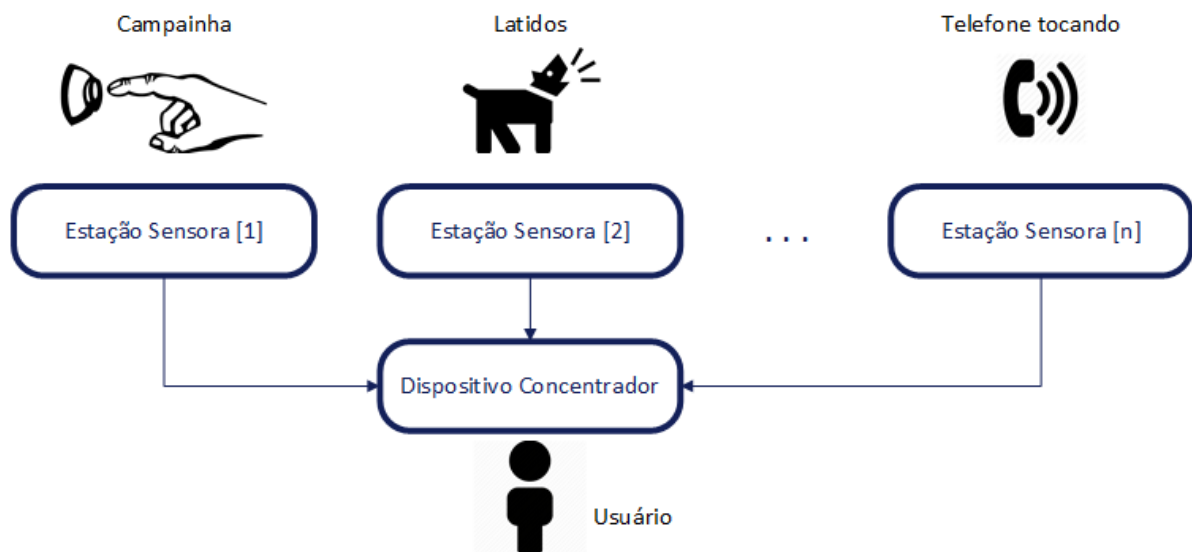 Campainha
Latidos
Telefone tocando
Estação Sensora [1]
Estação Sensora [2]
. . .
Estação Sensora [n]
Dispositivo Concentrador
Usuário